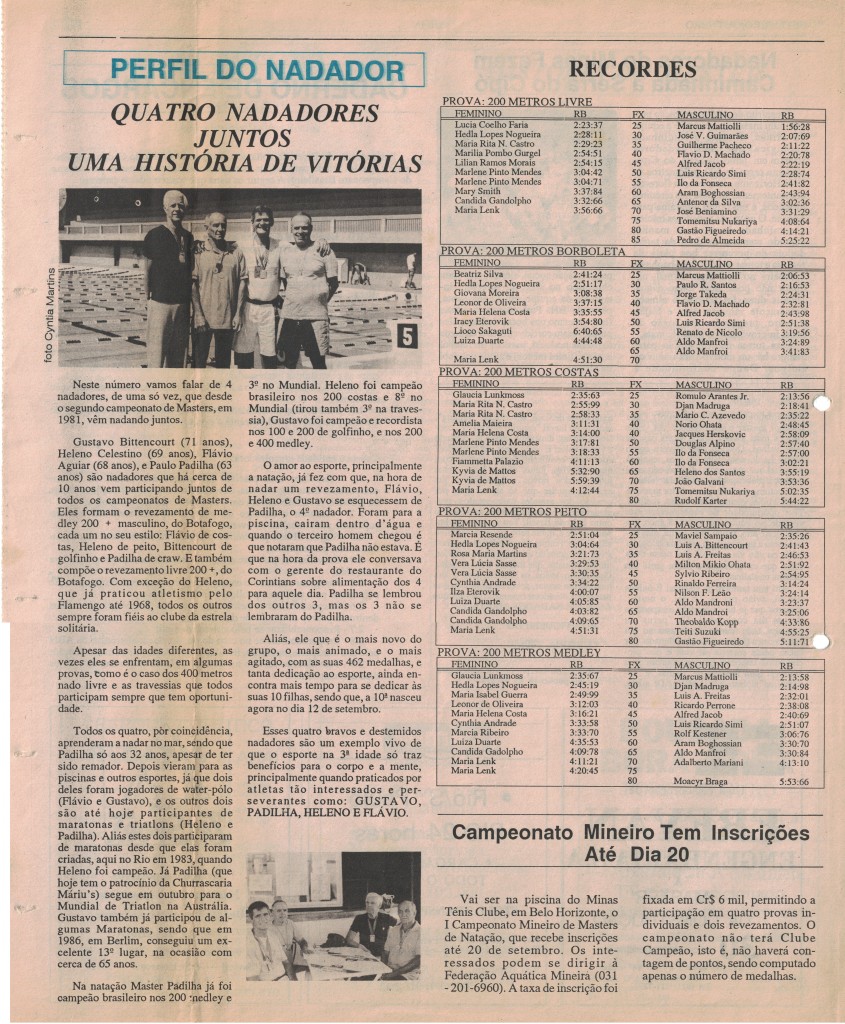 PERFIL DO NADADOR
QUATRO NADADORES
JUNTOS
UMA HISTÓRIA DE VITÓRIAS
foto Cyntia Martins
5
Neste número vamos falar de 4
nadadores, de uma só vez, que desde
o segundo campeonato de Masters, em
1981, vêm nadando juntos.
Gustavo Bittencourt (71 anos),
Heleno Celestino (69 anos), Flávio
Aguiar (68 anos), e Paulo Padilha (63
anos) são nadadores que há cerca de
10 anos vem participando juntos de
todos os campeonatos de Masters.
Eles formam o revezamento de me-
dley 200 + masculino, do Botafogo,
cada um no seu estilo: Flávio de cos-
tas, Heleno de peito, Bittencourt de
golfinho e Padilha de craw. E também
compõe o revezamento livre 200 +, do
Botafogo. Com exceção do Heleno,
que já praticou atletismo pelo
Flamengo até 1968, todos os outros
sempre foram fiéis ao clube da estrela
solitária.
Apesar das idades diferentes, as
vezes eles se enfrentam, em algumas
provas, como é o caso dos 400 metros
nado livre e as travessias que todos
participam sempre que tem oportuni-
dade.
Todos os quatro, por coincidência,
aprenderam a nadar no mar, sendo que
Padilha só aos 32 anos, apesar de ter
sido remador. Depois vieram para as
piscinas e outros esportes, já que dois
deles foram jogadores de water-pólo
(Flávio e Gustavo), e os outros dois
são até hoje participantes de
maratonas e triatlons (Heleno e
Padilha). Aliás estes dois participaram
de maratonas desde que elas foram
criadas, aqui no Rio em 1983, quando
Heleno foi campeão. Já Padilha (que
hoje tem o patrocínio da Churrascaria
Máriu's) segue em outubro para o
Mundial de Triatlon na Austrália.
Gustavo também já participou de al-
gumas Maratonas, sendo que em
1986, em Berlim, conseguiu um ex-
celente 13º lugar, na ocasião com
cerca de 65 anos.
Na natação Master Padilha já foi
campeão brasileiro nos 200 medley e
3º no Mundial. Heleno foi campeão
brasileiro nos 200 costas e 8º no
Mundial (tirou também 3º na traves-
sia), Gustavo foi campeão e recordista
nos 100 e 200 de golfinho, e nos 200
e 400 medley.
O amor ao esporte, principalmente
a natação, já fez com que, na hora de
nadar um revezamento, Flávio,
Heleno e Gustavo se esquecessem de
Padilha, o 4º nadador. Foram para a
piscina, cairam dentro d'água e
quando o terceiro homem chegou é
que notaram que Padilha não estava. É
que na hora da prova ele conversava
com o gerente do restaurante do
Corintians sobre alimentação dos 4
para aquele dia. Padilha se lembrou
dos outros 3, mas os 3 não se
lembraram do Padilha.
Aliás, ele que é o mais novo do
grupo, o mais animado, e o mais
agitado, com as suas 462 medalhas, e
tanta dedicação ao esporte, ainda en-
contra mais tempo para se dedicar às
suas 10 filhas, sendo que, a 10ª nasceu
agora no dia 12 de setembro.
Esses quatro bravos e destemidos
nadadores são um exemplo vivo de
que o esporte na 3ª idade só traz
benefícios para o corpo e a mente,
principalmente quando praticados por
atletas tão interessados e per-
severantes como: GUSTAVO,
PADILHA, HELENO E FLÁVIO.
RECORDES
PROVA: 200 METROS LIVRE
FEMININO RB FX MASCULINO RB
Lucia Coelho Faria 2:23:37 25 Marcus Mattiolli 1:56:28
Hedla Lopes Nogueira 2:28:11 30 José V. Guimarães 2:07:69
Maria Rita N. Castro 2:29:23 35 Guilherme Pacheco 2:11:22
Marilia Pombo Gurgel 2:54:51 40 Flavio D. Machado 2:20:78
Lilian Ramos Morais 2:54:15 45 Alfred Jacob 2:22:19
Marlene Pinto Mendes 3:04:42 50 Luis Ricardo Simi 2:28:74
Marlene Pinto Mendes 3:04:71 55 Ilo da Fonseca 2:41:82
Mary Smith 3:37:84 60 Aram Boghossian 2:43:94
Candida Gandolpho 3:32:66 65 Antenor da Silva 3:02:36
Maria Lenk 3:56:66 70 José Beniamino 3:31:29
75 Tomemitsu Nukariya 4:08:64
80 Gastão Figueiredo 4:14:21
85 Pedro de Almeida 5:25:22
PROVA: 200 METROS BORBOLETA
FEMININO RB FX MASCULINO RB
Beatriz Silva 2:41:24 25 Marcus Mattiolli 2:06:53
Hedla Lopes Nogueira 2:51:17 30 Paulo R. Santos 2:16:53
Giovana Moreira 3:08:38 35 Jorge Takeda 2:24:31
Leonor de Oliveira 3:37:15 40 Flavio D. Machado 2:32:81
Maria Helena Costa 3:35:55 45 Alfred Jacob 2:43:98
Iracy Eterovik 3:54:80 50 Luis Ricardo Simi 2:51:38
Lioco Sakaguti 6:40:65 55 Renato de Nicolo 3:19:56
Luiza Duarte 4:44:48 60 Aldo Manfroi 3:24:89
65 Aldo Manfroi 3:41:83
Maria Lenk 4:51:30 70
PROVA: 200 METROS COSTAS
FEMININO RB FX MASCULINO RB
Glaucia Lunkmoss 2:35:63 25 Romulo Arantes Jr. 2:13:56
Maria Rita N. Castro 2:55:99 30 Djan Madruga 2:18:41
Maria Rita N. Castro 2:58:33 35 Mário C. Azevedo 2:35:22
Amelia Maieira 3:11:31 40 Norio Ohata 2:48:45
Maria Helena Costa 3:14:00 40 Jacques Herskovic 2:58:09
Marlene Pinto Mendes 3:17:81 50 Douglas Alpino 2:57:40
Marlene Pinto Mendes 3:18:33 55 Ilo da Fonseca 2:57:00
Fiammetta Palazio 4:11:13 60 Ilo da Fonseca 3:02:21
Kyvia de Mattos 5:32:90 65 Heleno dos Santos 3:55:19
Kyvia de Mattos 5:59:39 70 João Galvani 3:53:36
Maria Lenk 4:12:44 75 Tomemitsu Nukariya 5:02:35
80 Rudolf Karter 5:44:22
PROVA: 200 METROS PEITO
FEMININO RB FX MASCULINO RB
Marcia Resende 2:51:04 25 Maviel Sampaio 2:35:26
Hedla Lopes Nogueira 3:04:64 30 Luis A. Bittencourt 2:41:43
Rosa Maria Martins 3:21:73 35 Luis A. Freitas 2:46:53
Vera Lúcia Sasse 3:29:53 40 Milton Mikio Ohata 2:51:92
Vera Lúcia Sasse 3:30:35 45 Sylvio Ribeiro 2:54:95
Cynthia Andrade 3:34:22 50 Rinaldo Ferreira 3:14:24
Ilza Eterovik 4:00:07 55 Nilson F. Leão 3:24:14
Luiza Duarte 4:05:85 60 Aldo Mandroni 3:23:37
Candida Gandolpho 4:03:82 65 Aldo Mandroi 3:25:06
Candida Gandolpho 4:09:65 70 Theobaldo Kopp 4:33:86
Maria Lenk 4:51:31 75 Teiti Suzuki 4:55:25
80 Gastão Figueiredo 5:11:71
PROVA: 200 METROS MEDLEY
FEMININO RB FX MASCULINO RB
Glaucia Lunkmoss 2:35:67 25 Marcus Mattiolli 2:13:58
Hedla Lopes Nogueira 2:45:19 30 Djan Madruga 2:14:98
Maria Isabel Guerra 2:49:99 35 Luis A. Freitas 2:32:01
Leonor de Oliveira 3:12:03 40 Ricardo Perrone 2:38:08
Maria Helena Costa 3:16:21 45 Alfred Jacob 2:40:69
Cynthia Andrade 3:33:58 50 Luis Ricardo Simi 2:51:07
Marcia Ribeiro 3:33:70 55 Rolf Kestener 3:06:76
Luiza Duarte 4:35:53 60 Aram Boghossian 3:30:70
Candida Gadolpho 4:09:78 65 Aldo Manfroi 3:30:84
Maria Lenk 4:11:21 70 Adalberto Mariani 4:13:10
Maria Lenk 4:20:45 75
80 Moacyr Braga 5:53:66
Campeonato Mineiro Tem Inscrições
Até Dia 20
Vai ser na piscina do Minas
Tênis Clube, em Belo Horizonte, o
I Campeonato Mineiro de Masters
de Natação, que recebe inscrições
até 20 de setembro. Os inte-
ressados podem se dirigir à
Federação Aquática Mineira (031
- 201-6960). A taxa de inscrição foi
fixada em Cr$ 6 mil, permitindo a
participação em quatro provas in-
dividuais e dois revezamentos. O
campeonato não terá Clube
Campeão, isto é, não haverá con-
tagem de pontos, sendo computado
apenas o número de medalhas.